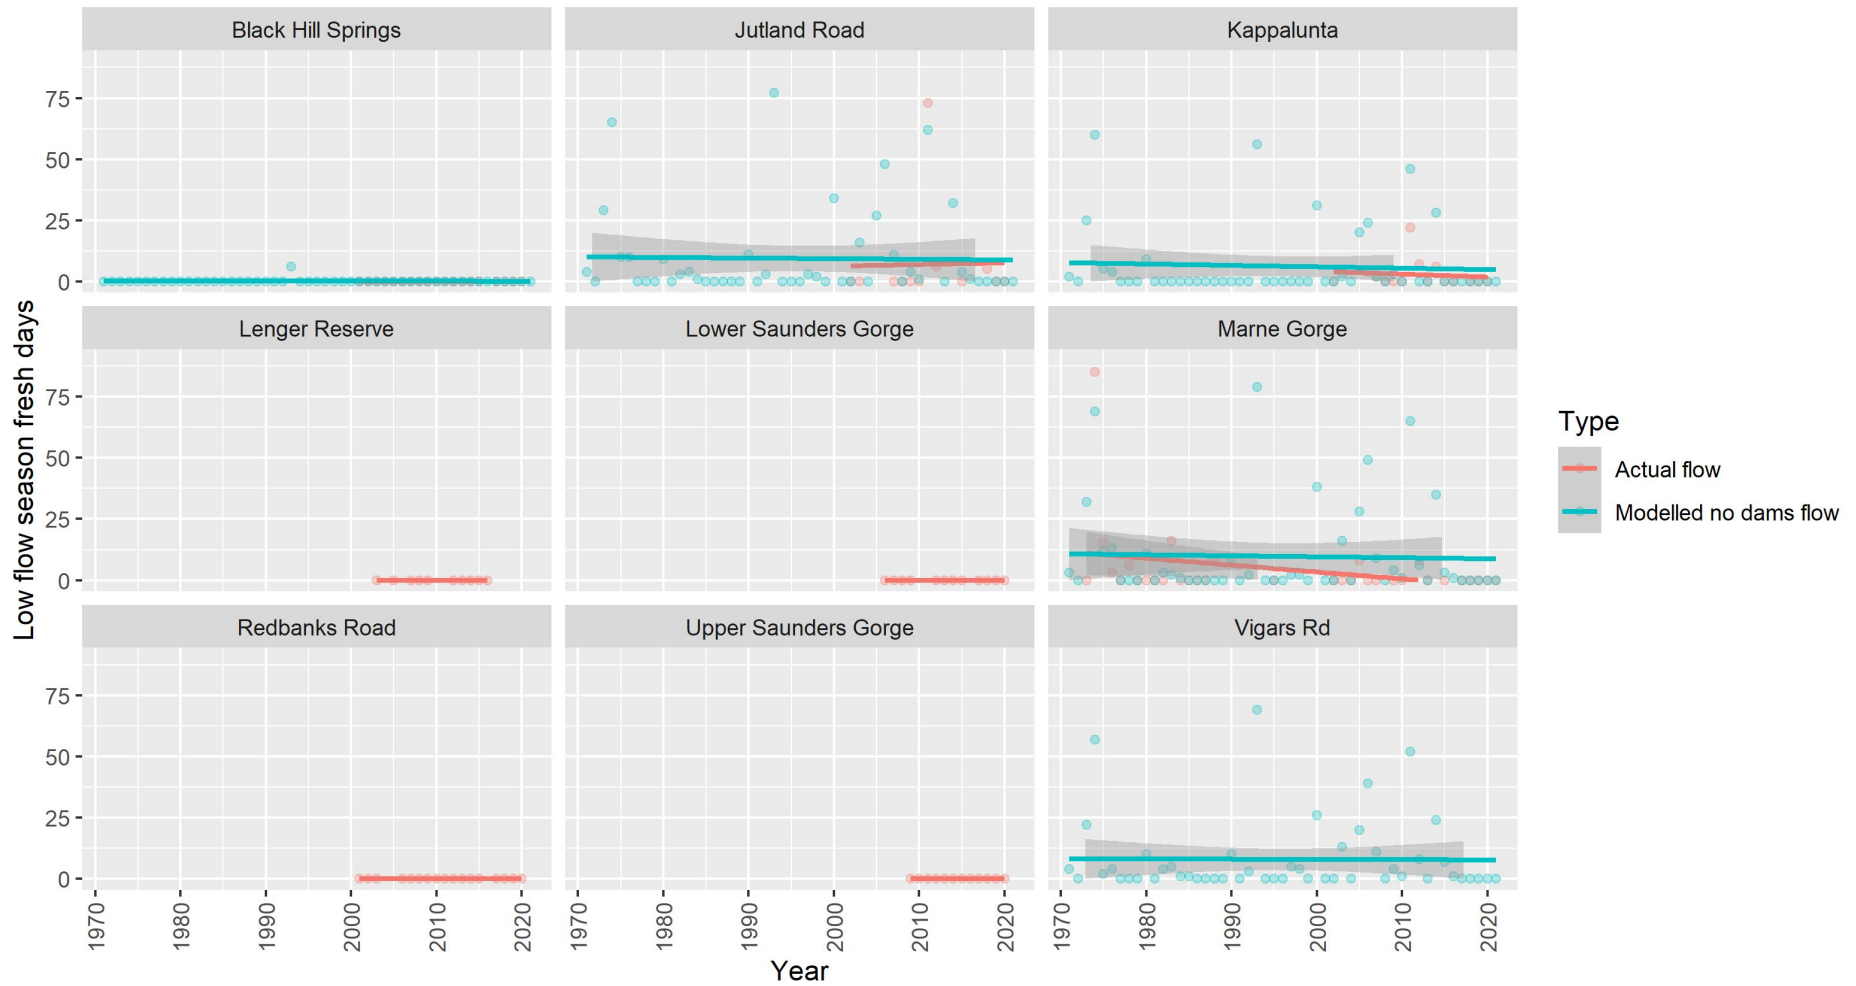 Black Hill Springs Jutland Road Kappalunta
75
50
25
0
Lenger Reserve Lower Saunders Gorge Marne Gorge
75
50
25
0
Redbanks Road Upper Saunders Gorge Vigars Rd
75
50
25
0
1970 1980 1990 2000 2010 2020 1970 1980 1990 2000 2010 2020 1970 1980 1990 2000 2010 2020
Year
Low flow season fresh days
Type
Actual flow
Modelled no dams flow